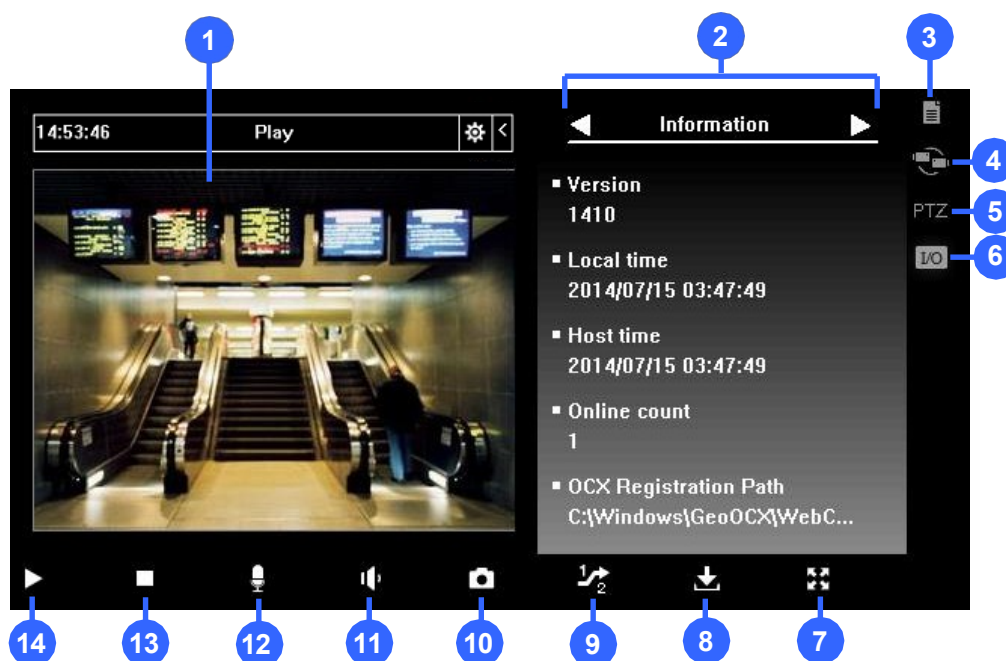 1
2
3
14:53:46 Play
Information
4
Version
1410
PTZ
5
Local time
2014/07/15 03:47:49
I/O
6
Host time
2014/07/15 03:47:49
Online count
1
OCX Registration Path
C:\Windows\GeoOCX\WebC...
1 2
14
13
12
11
10
9
8
7